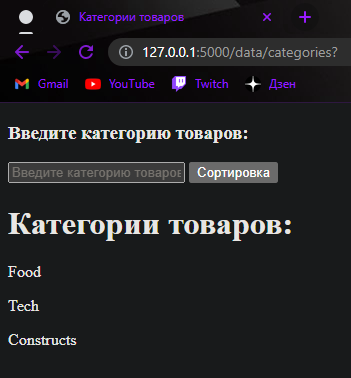 Категории товаров
127.0.0.1:5000/data/categories?
Gmail YouTube Twitch Дзен
Введите категорию товаров:
Введите категорию товаров Сортировка
Категории товаров:
Food
Tech
Constructs